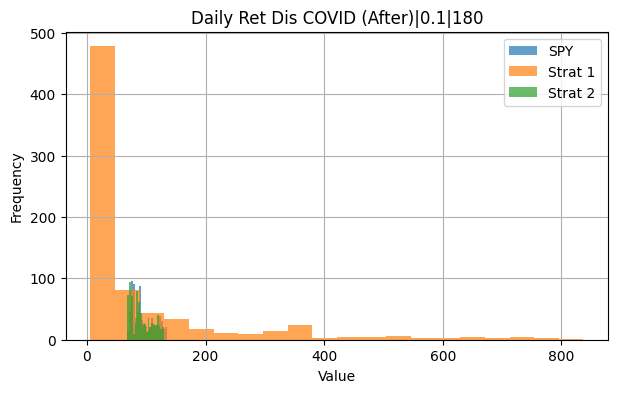 Daily Ret Dis COVID (After)|0.1|180
SPY
Strat 1
Strat 2
500
400
300
200
100
0
Frequency
0
200
400
600
800
Value